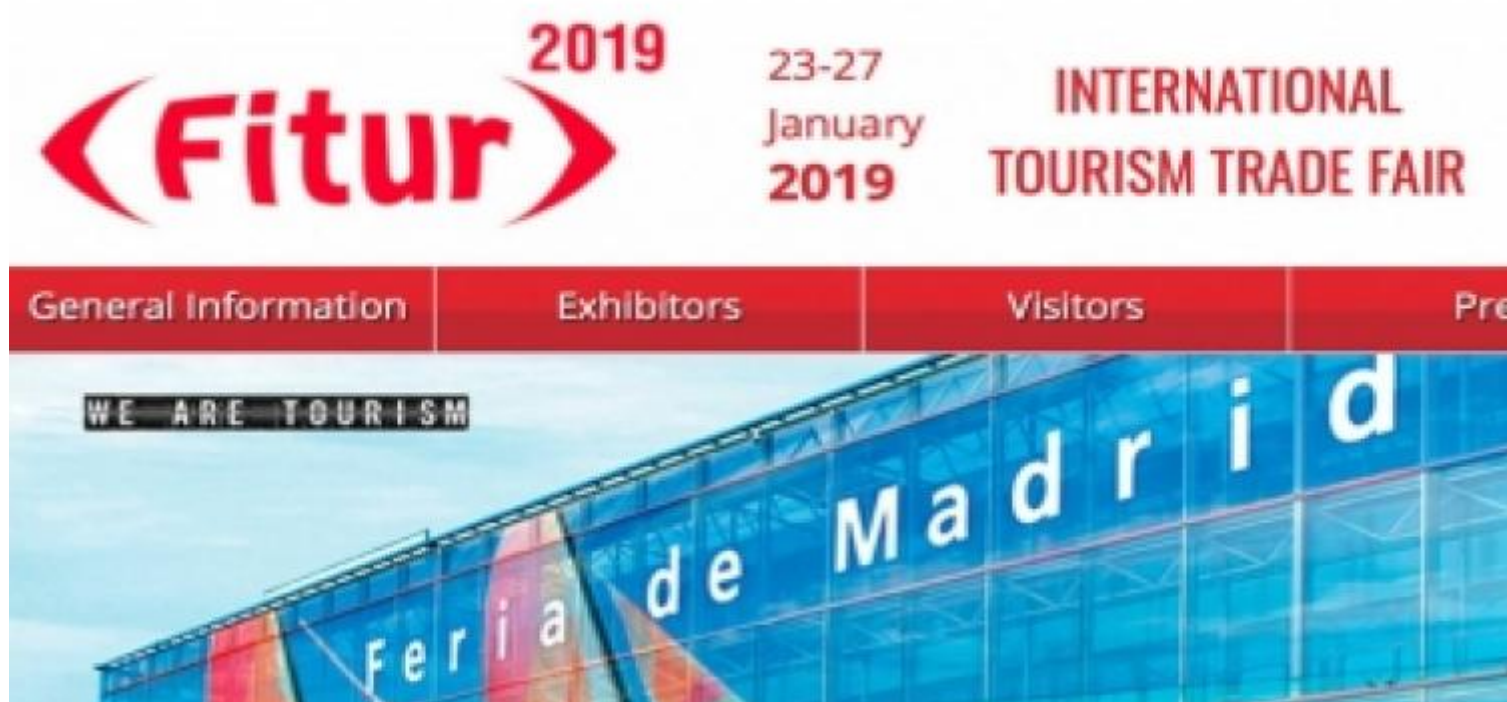 2019
Fitur
23-27
January
2019
INTERNATIONAL
TOURISM TRADE FAIR
General Information
Exhibitors
Visitors
Pre
WE ARE TOURISM
Feria de Madrid